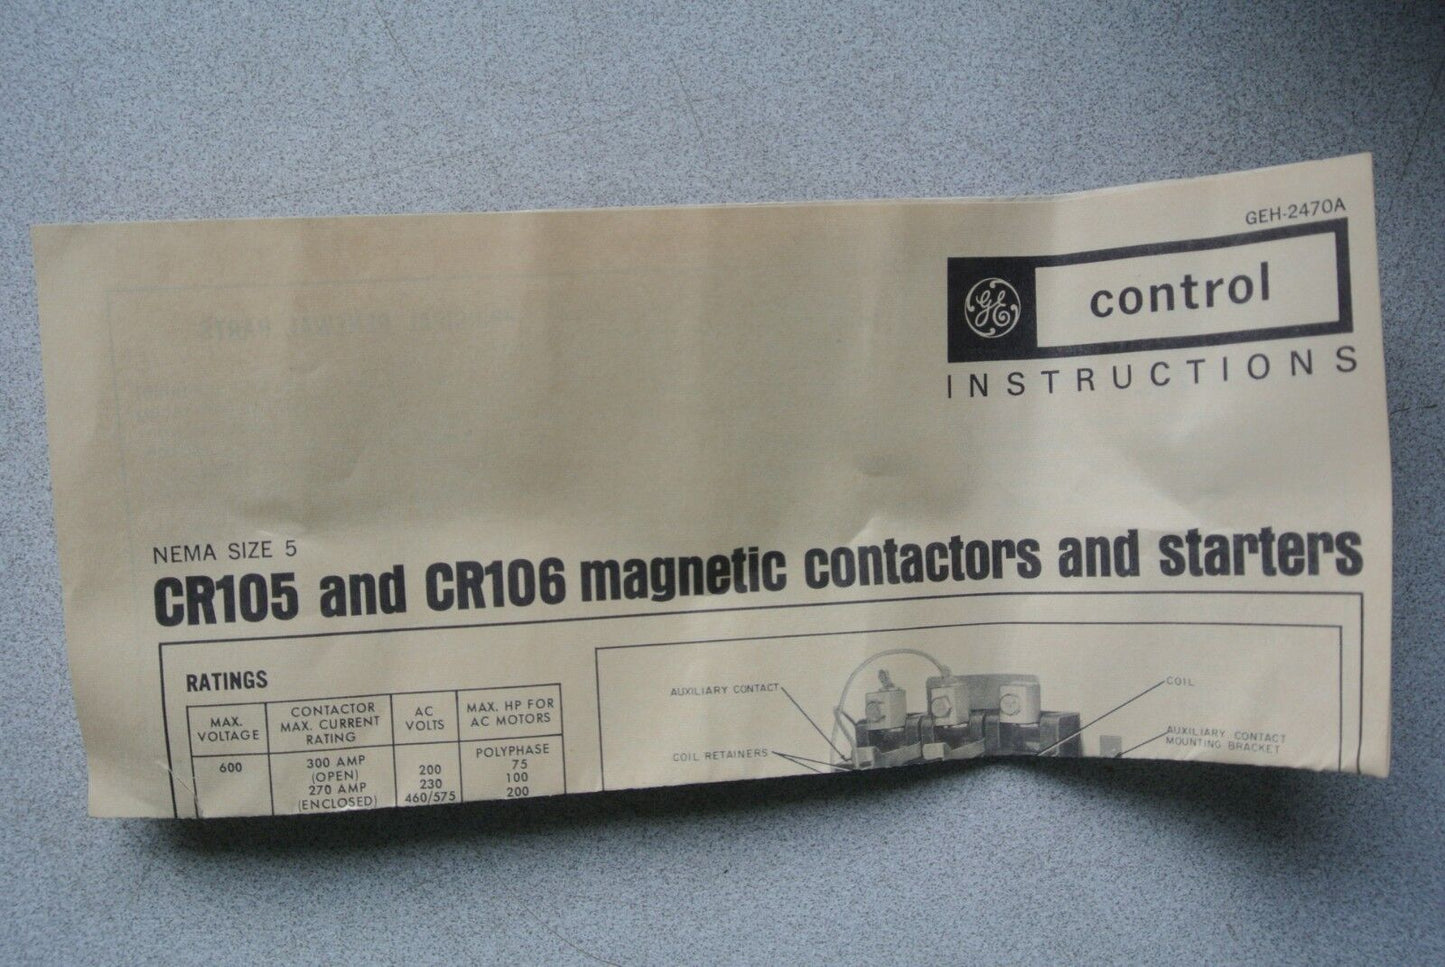 GEH-2470A
GE
control
INSTRUCTIONS
NEMA SIZE 5
CR105 and CR106 magnetic contactors and starters
RATINGS
MAX. VOLTAGE
CONTACTOR MAX. CURRENT RATING
AC VOLTS
MAX. HP FOR AC MOTORS
600
300 AMP
(OPEN)
270 AMP
(ENCLOSED)
200
230
460/575
POLYPHASE
75
100
200
AUXILIARY CONTACT
COIL RETAINERS
COIL
AUXILIARY CONTACT
MOUNTING BRACKET